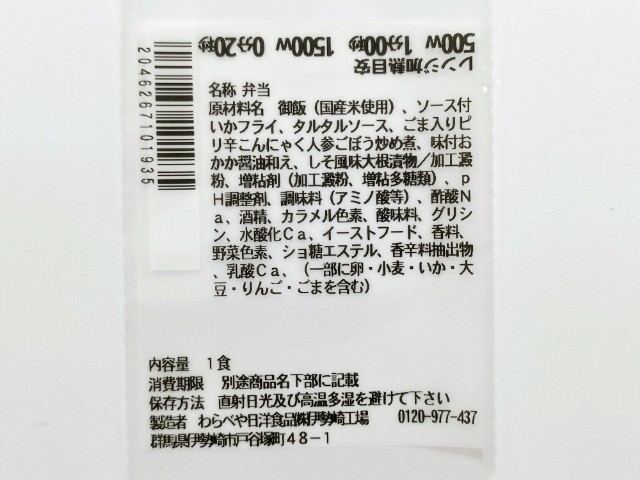 レンジ加熱目安
500W 1分00秒 1500W 0分20秒
2046267101935
名称 弁当
原材料名 御飯（国産米使用）、ソース付
いかフライ、タルタルソース、ごま入りピ
リ辛こんにゃく人参ごぼう炒め煮、味付お
かか醤油和え、しそ風味大根漬物／加工澱
粉、増粘剤（加工澱粉、増粘多糖類）、ｐ
Ｈ調整剤、調味料（アミノ酸等）、酢酸Ｎ
ａ、酒精、カラメル色素、酸味料、グリシ
ン、水酸化Ｃａ、イーストフード、香料、
野菜色素、ショ糖エステル、香辛料抽出物
、乳酸Ｃａ、（一部に卵・小麦・いか・大
豆・りんご・ごまを含む）
内容量 １食
消費期限 別途商品名下部に記載
保存方法 直射日光及び高温多湿を避けて下さい
製造者 わらべや日洋食品㈱伊勢崎工場 0120-977-437
群馬県伊勢崎市戸谷塚町４８－１